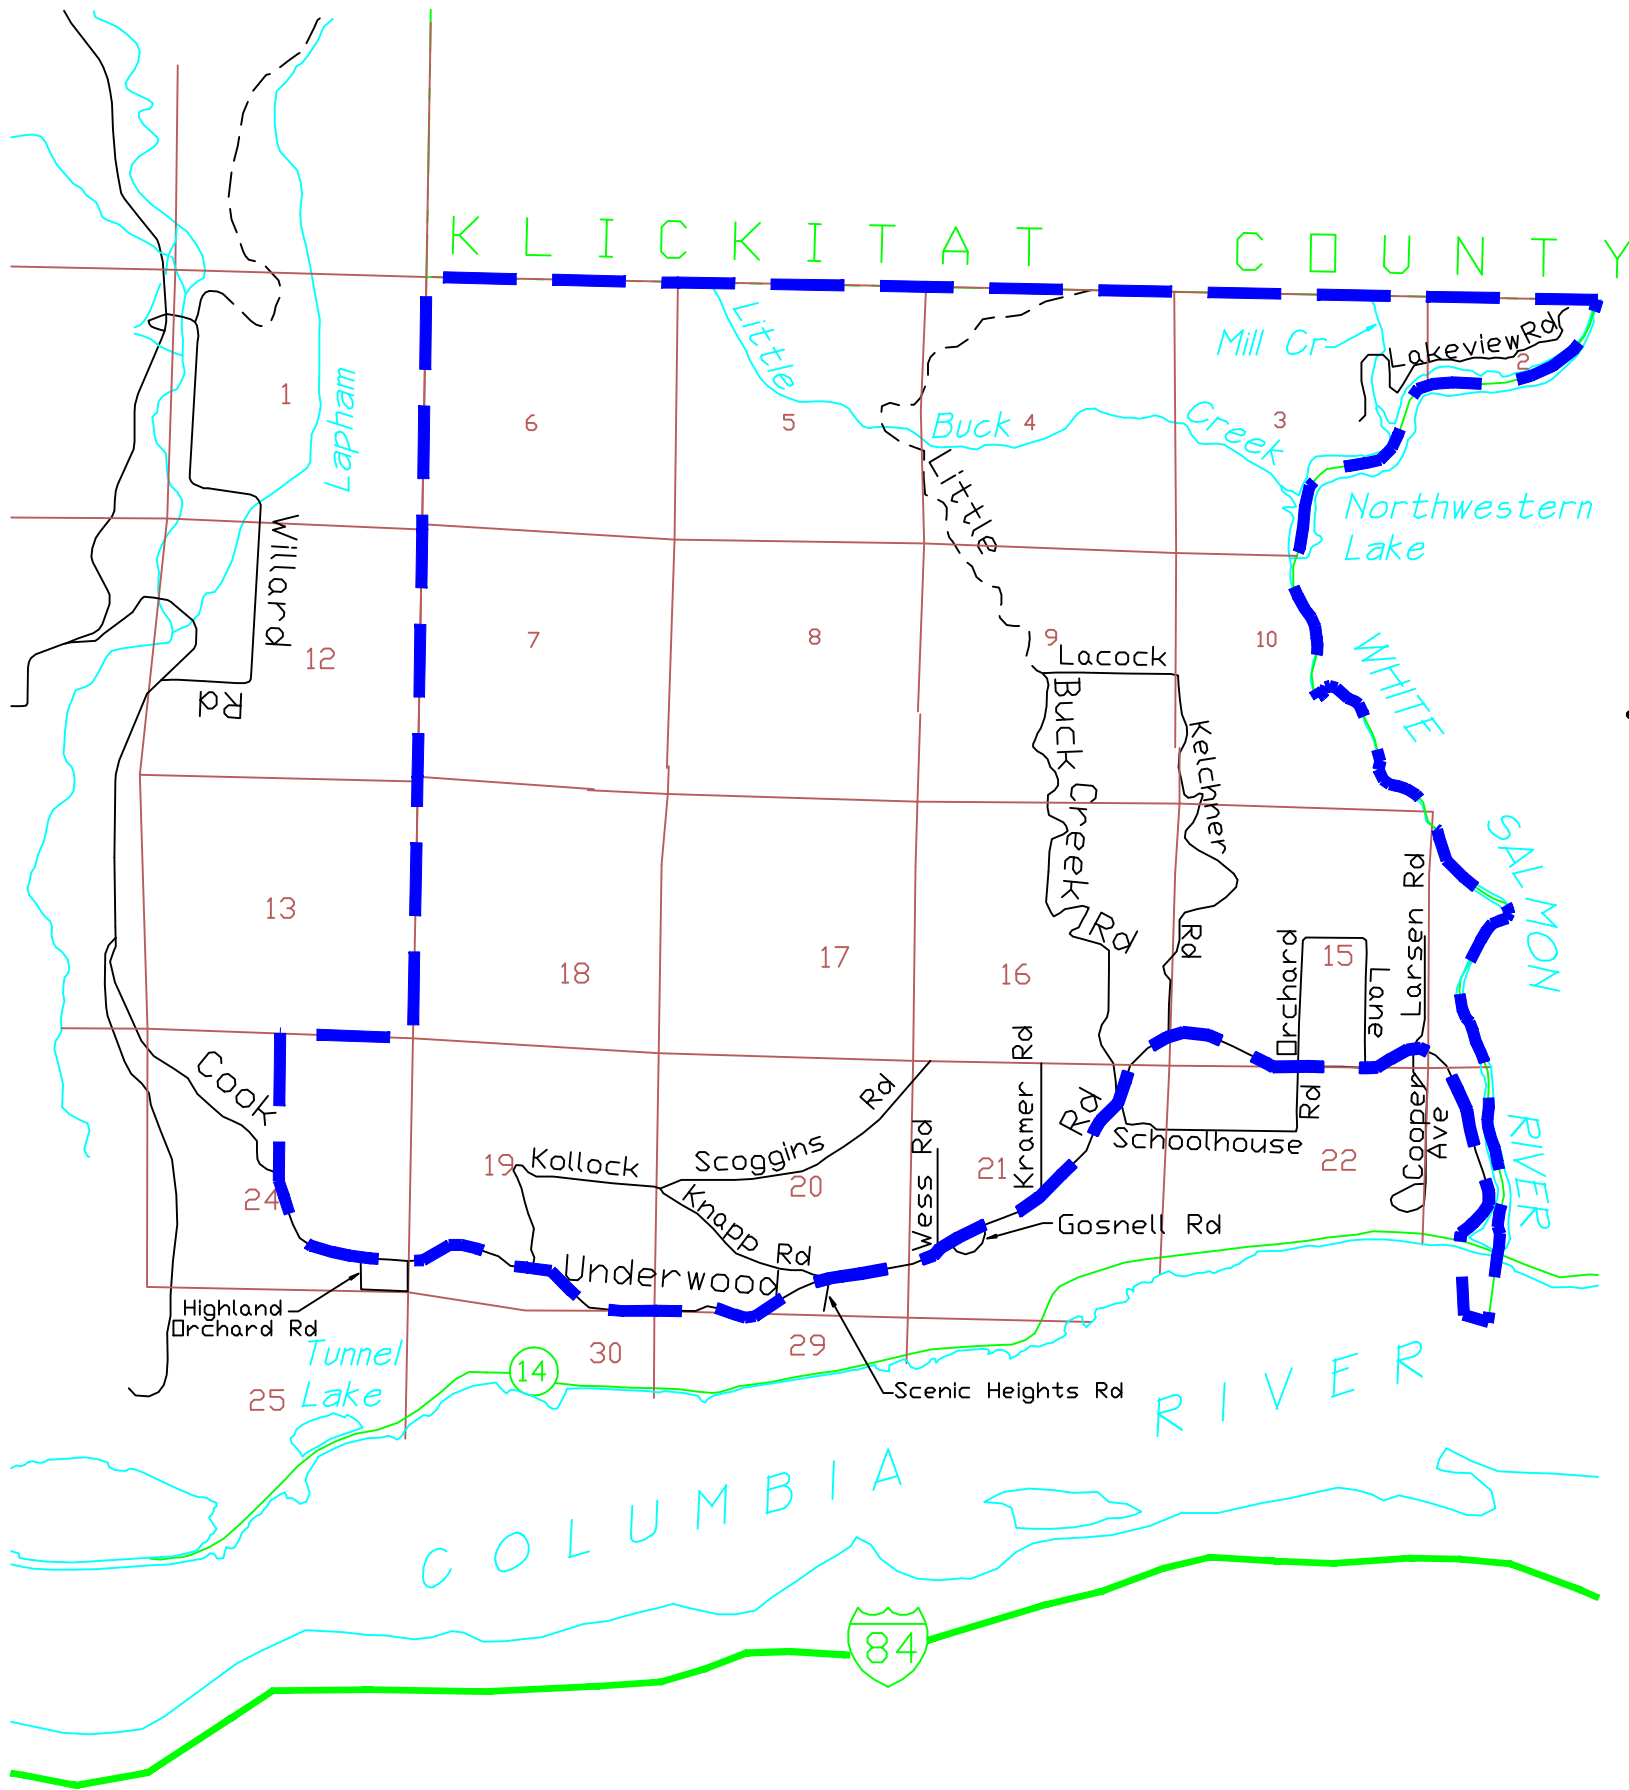 KLICKITAT COUNTY
Little
Buck
Creek
Mill Cr
Lakeview Rd
2
1
Lapham
6
5
4
3
Little
Northwestern
Lake
Willard
Rd
12
7
8
9
10
Lacock
WHITE
Buck Creek
Rd
Kelchner
Rd
SALMON
13
18
17
16
Orchard
Rd
15
Lane
Larsen Rd
Cook
Scoggins
Rd
Kramer Rd
Rd
Schoolhouse
Cooper
Ave
RIVER
Kollock
19
20
Wess Rd
21
22
24
Knapp
Rd
Gosnell Rd
Underwood
Highland
Orchard Rd
Tunnel
Lake
25
30
29
14
Scenic Heights Rd
COLUMBIA RIVER
84